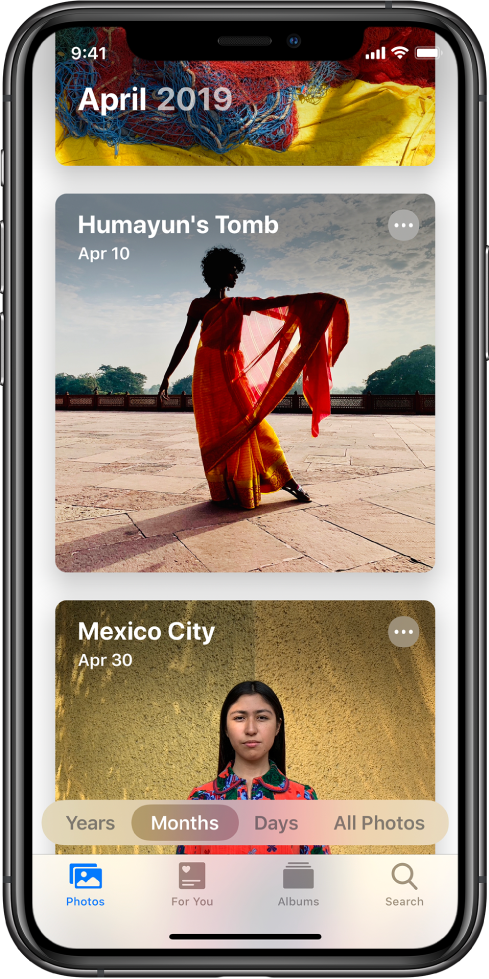 9:41
April 2019
Humayun's Tomb
Apr 10
Mexico City
Apr 30
Years Months Days All Photos
Photos For You Albums Search